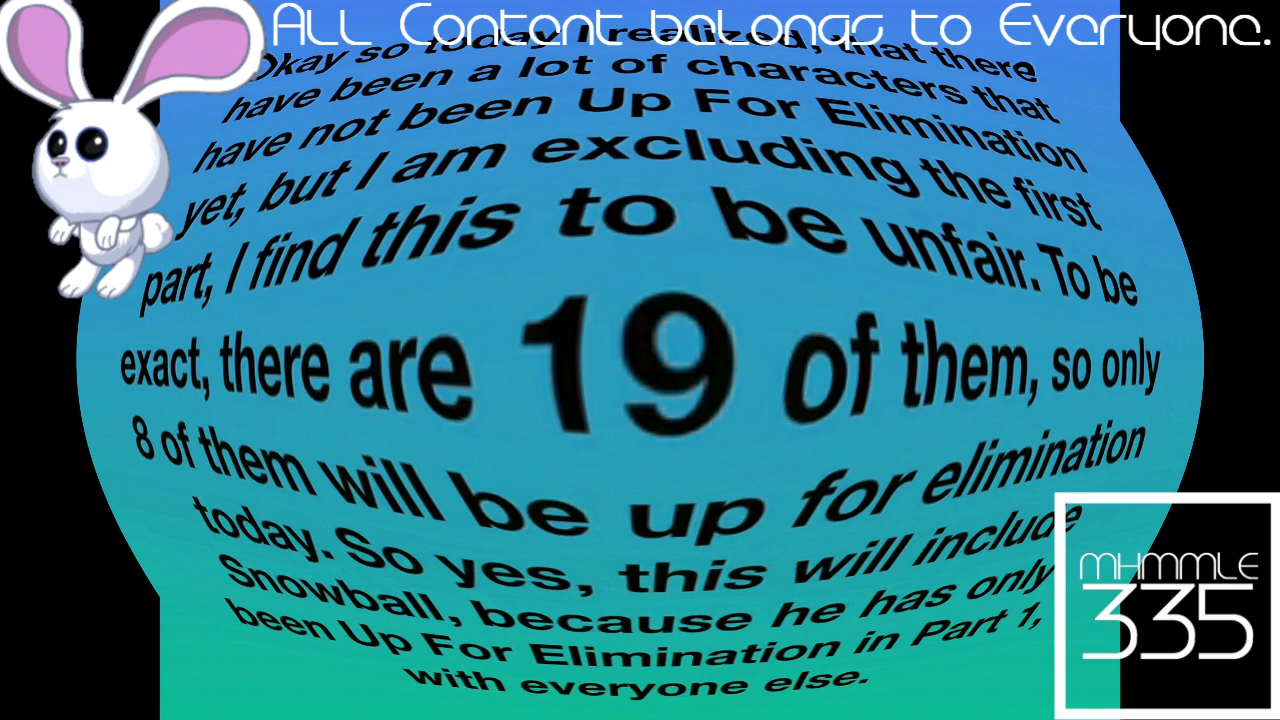 ALL Content belongs to Everyone.
Okay so today I realized, that there
have been a lot of characters that
have not been Up For Elimination
yet, but I am excluding the first
part, I find this to be unfair. To be
exact, there are 19 of them, so only
8 of them will be up for elimination
today. So yes, this will include
Snowball, because he has only
been Up For Elimination in Part 1,
with everyone else.
MHMMLE
335